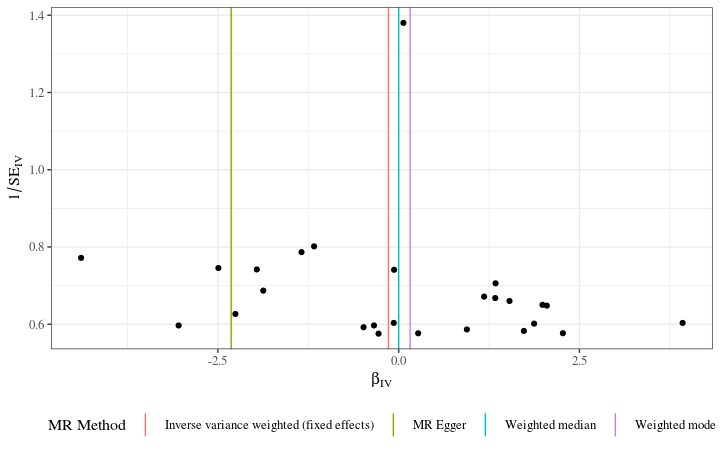 1.4
1.2
1.0
0.8
0.6
1/SE_IV
-2.5 0.0 2.5
β_IV
MR Method Inverse variance weighted (fixed effects) MR Egger Weighted median Weighted mode